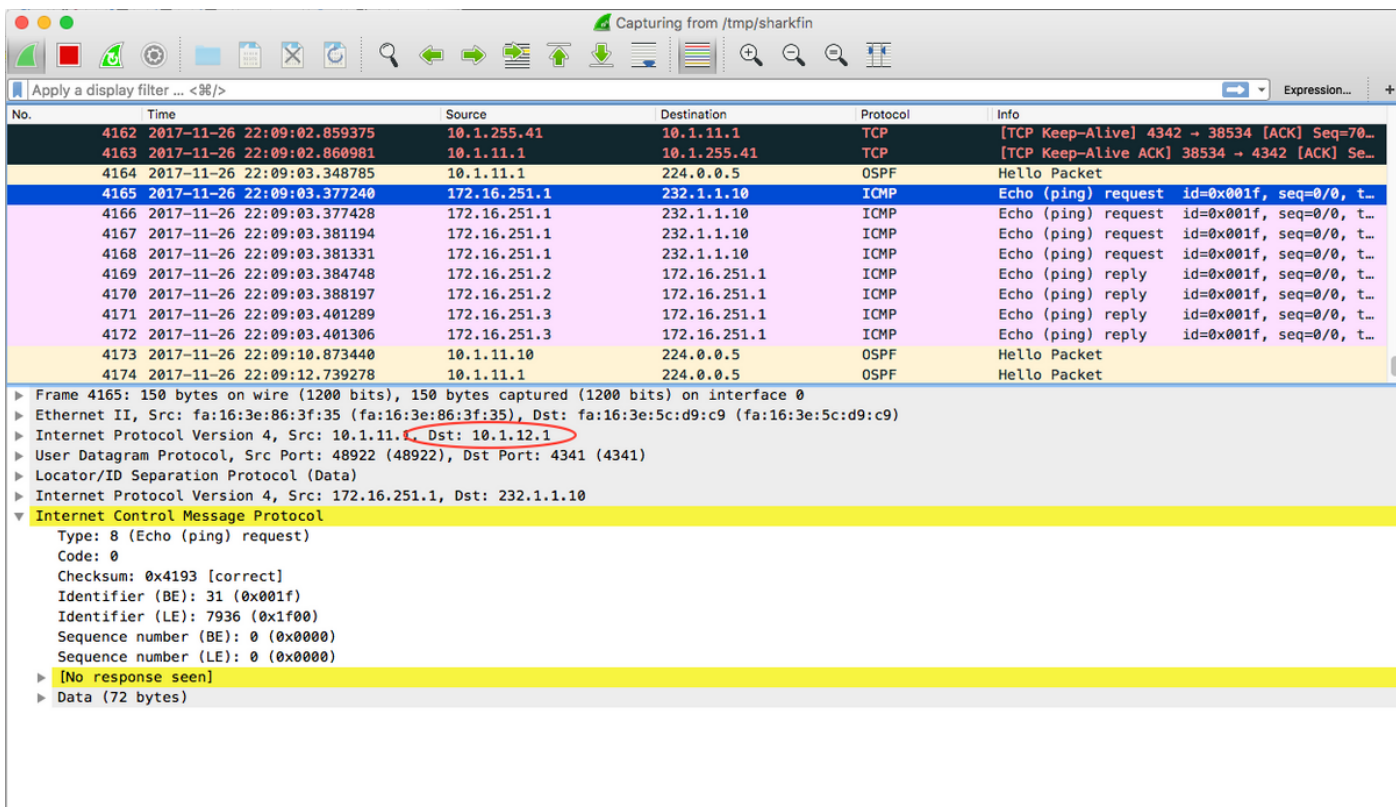 Capturing from /tmp/sharkfin
Apply a display filter ... <⌘/>
Expression... +
No. Time Source Destination Protocol Info
4162 2017-11-26 22:09:02.859375 10.1.255.41 10.1.11.1 TCP [TCP Keep-Alive] 4342 → 38534 [ACK] Seq=70…
4163 2017-11-26 22:09:02.860981 10.1.11.1 10.1.255.41 TCP [TCP Keep-Alive ACK] 38534 → 4342 [ACK] Se…
4164 2017-11-26 22:09:03.348785 10.1.11.1 224.0.0.5 OSPF Hello Packet
4165 2017-11-26 22:09:03.377240 172.16.251.1 232.1.1.10 ICMP Echo (ping) request id=0x001f, seq=0/0, t…
4166 2017-11-26 22:09:03.377428 172.16.251.1 232.1.1.10 ICMP Echo (ping) request id=0x001f, seq=0/0, t…
4167 2017-11-26 22:09:03.381194 172.16.251.1 232.1.1.10 ICMP Echo (ping) request id=0x001f, seq=0/0, t…
4168 2017-11-26 22:09:03.381331 172.16.251.1 232.1.1.10 ICMP Echo (ping) request id=0x001f, seq=0/0, t…
4169 2017-11-26 22:09:03.384748 172.16.251.2 172.16.251.1 ICMP Echo (ping) reply id=0x001f, seq=0/0, t…
4170 2017-11-26 22:09:03.388197 172.16.251.2 172.16.251.1 ICMP Echo (ping) reply id=0x001f, seq=0/0, t…
4171 2017-11-26 22:09:03.401289 172.16.251.3 172.16.251.1 ICMP Echo (ping) reply id=0x001f, seq=0/0, t…
4172 2017-11-26 22:09:03.401306 172.16.251.3 172.16.251.1 ICMP Echo (ping) reply id=0x001f, seq=0/0, t…
4173 2017-11-26 22:09:10.873440 10.1.11.10 224.0.0.5 OSPF Hello Packet
4174 2017-11-26 22:09:12.739278 10.1.11.1 224.0.0.5 OSPF Hello Packet
Frame 4165: 150 bytes on wire (1200 bits), 150 bytes captured (1200 bits) on interface 0
Ethernet II, Src: fa:16:3e:86:3f:35 (fa:16:3e:86:3f:35), Dst: fa:16:3e:5c:d9:c9 (fa:16:3e:5c:d9:c9)
Internet Protocol Version 4, Src: 10.1.11.1, Dst: 10.1.12.1
User Datagram Protocol, Src Port: 48922 (48922), Dst Port: 4341 (4341)
Locator/ID Separation Protocol (Data)
Internet Protocol Version 4, Src: 172.16.251.1, Dst: 232.1.1.10
Internet Control Message Protocol
Type: 8 (Echo (ping) request)
Code: 0
Checksum: 0x4193 [correct]
Identifier (BE): 31 (0x001f)
Identifier (LE): 7936 (0x1f00)
Sequence number (BE): 0 (0x0000)
Sequence number (LE): 0 (0x0000)
[No response seen]
Data (72 bytes)